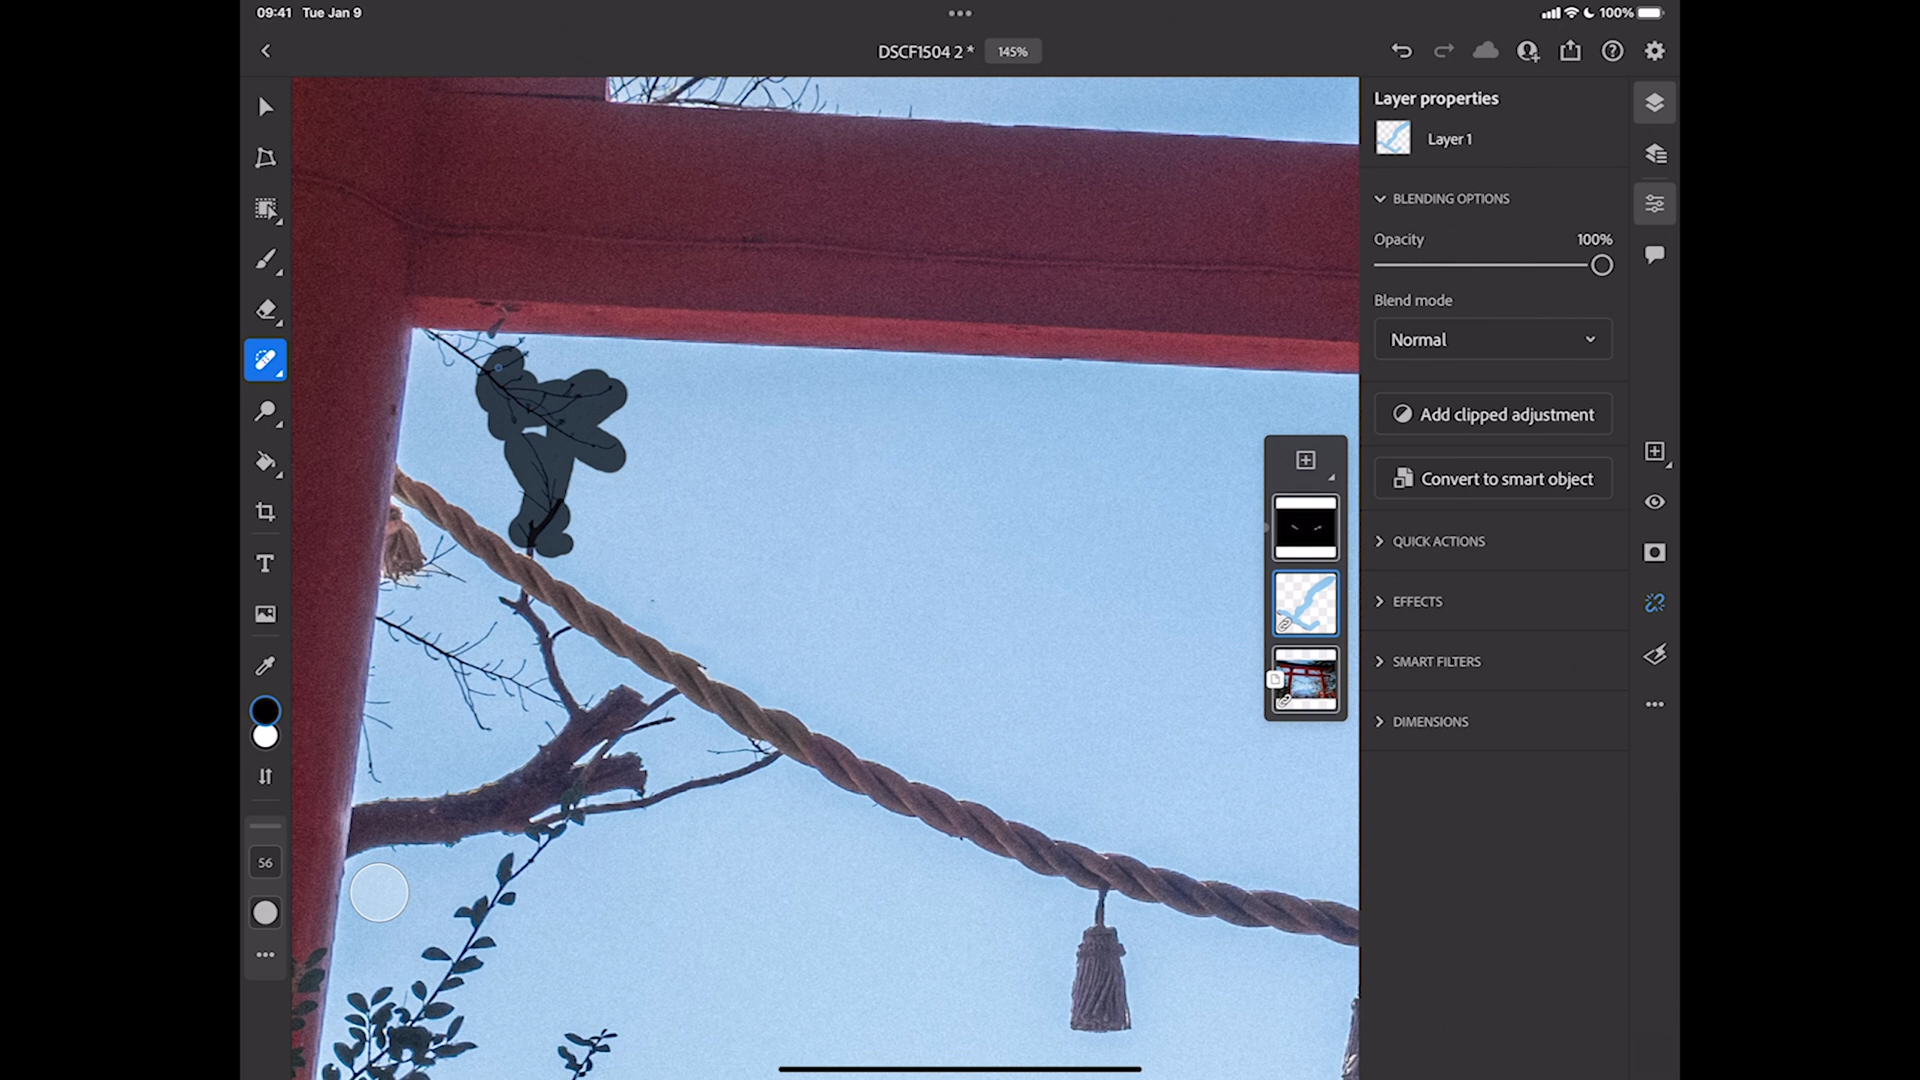 09:41 Tue Jan 9
100%
DSCF1504 2 *
145%
Layer properties
Layer 1
BLENDING OPTIONS
Opacity
100%
Blend mode
Normal
Add clipped adjustment
Convert to smart object
QUICK ACTIONS
EFFECTS
SMART FILTERS
DIMENSIONS
56